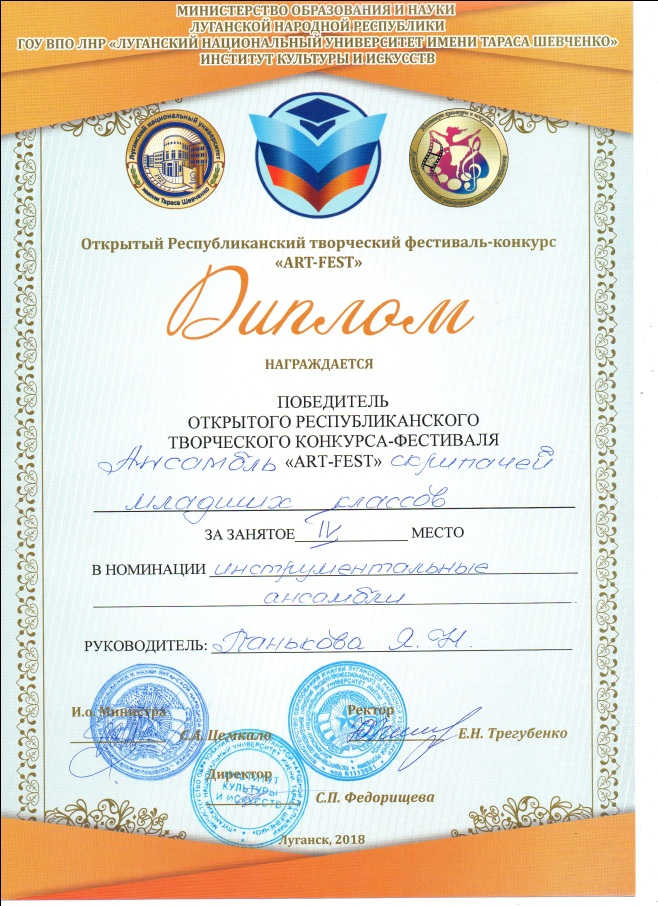 МИНИСТЕРСТВО ОБРАЗОВАНИЯ И НАУКИ
ЛУГАНСКОЙ НАРОДНОЙ РЕСПУБЛИКИ
ГОУ ВПО ЛНР «ЛУГАНСКИЙ НАЦИОНАЛЬНЫЙ УНИВЕРСИТЕТ ИМЕНИ ТАРАСА ШЕВЧЕНКО»
ИНСТИТУТ КУЛЬТУРЫ И ИСКУССТВ
Луганский национальный университет
имени Тараса Шевченко
Открытый Республиканский творческий фестиваль-конкурс
«ART-FEST»
Диплом
НАГРАЖДАЕТСЯ
ПОБЕДИТЕЛЬ
ОТКРЫТОГО РЕСПУБЛИКАНСКОГО
ТВОРЧЕСКОГО КОНКУРСА-ФЕСТИВАЛЯ
Ансамбль «ART-FEST» скрипачей
младших классов
ЗА ЗАНЯТОЕ IV МЕСТО
В НОМИНАЦИИ инструментальные
ансамбли
РУКОВОДИТЕЛЬ: Панькова Я. Н.
И.о. Министра С.А. Цемкало
Ректор Е.Н. Трегубенко
Директор С.П. Федорищева
ИНСТИТУТ
КУЛЬТУРЫ
И ИСКУССТВ
Луганск, 2018